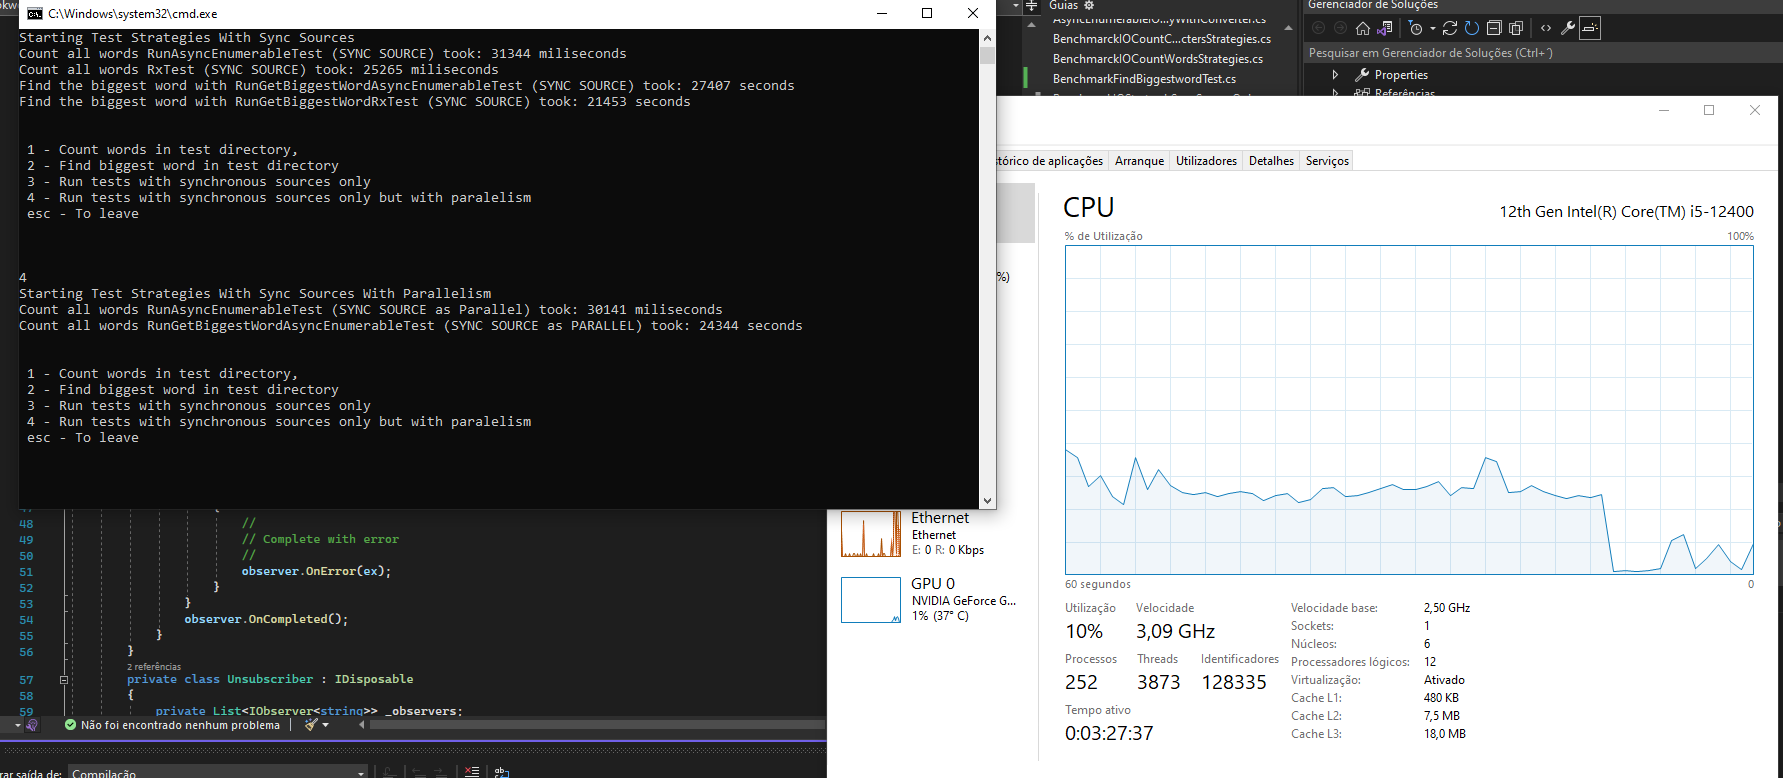 C:\Windows\system32\cmd.exe
Starting Test Strategies With Sync Sources
Count all words RunAsyncEnumerableTest (SYNC SOURCE) took: 31344 miliseconds
Count all words RxTest (SYNC SOURCE) took: 25265 miliseconds
Find the biggest word with RunGetBiggestWordAsyncEnumerableTest (SYNC SOURCE) took: 27407 seconds
Find the biggest word with RunGetBiggestWordRxTest (SYNC SOURCE) took: 21453 seconds
1 - Count words in test directory,
2 - Find biggest word in test directory
3 - Run tests with synchronous sources only
4 - Run tests with synchronous sources only but with paralelism
esc - To leave
4
Starting Test Strategies With Sync Sources With Parallelism
Count all words RunAsyncEnumerableTest (SYNC SOURCE as Parallel) took: 30141 miliseconds
Count all words RunGetBiggestWordAsyncEnumerableTest (SYNC SOURCE as PARALLEL) took: 24344 seconds
1 - Count words in test directory,
2 - Find biggest word in test directory
3 - Run tests with synchronous sources only
4 - Run tests with synchronous sources only but with paralelism
esc - To leave
Guias
BenchmarckIOCountC...ctersStrategies.cs
BenchmarckIOCountWordsStrategies.cs
BenchmarkFindBiggestwordTest.cs
Gerenciador de Soluções
Pesquisar em Gerenciador de Soluções (Ctrl+´)
Properties
Referências
stórico de aplicações
Arranque
Utilizadores
Detalhes
Serviços
CPU
12th Gen Intel(R) Core(TM) i5-12400
% de Utilização
100%
%)
60 segundos
0
Utilização
Velocidade
10%
3,09 GHz
Processos
Threads
Identificadores
252
3873
128335
Tempo ativo
0:03:27:37
Velocidade base: 2,50 GHz
Sockets: 1
Núcleos: 6
Processadores lógicos: 12
Virtualização: Ativado
Cache L1: 480 KB
Cache L2: 7,5 MB
Cache L3: 18,0 MB
Ethernet
Ethernet
E: 0 R: 0 Kbps
GPU 0
NVIDIA GeForce G...
1% (37° C)
48 //
49 // Complete with error
50 //
51 observer.OnError(ex);
52 }
53 }
54 observer.OnCompleted();
55 }
56 }
2 referências
57 private class Unsubscriber : IDisposable
58 {
59 private List<IObserver<string>> _observers;
Não foi encontrado nenhum problema
rar saída de: Compilação